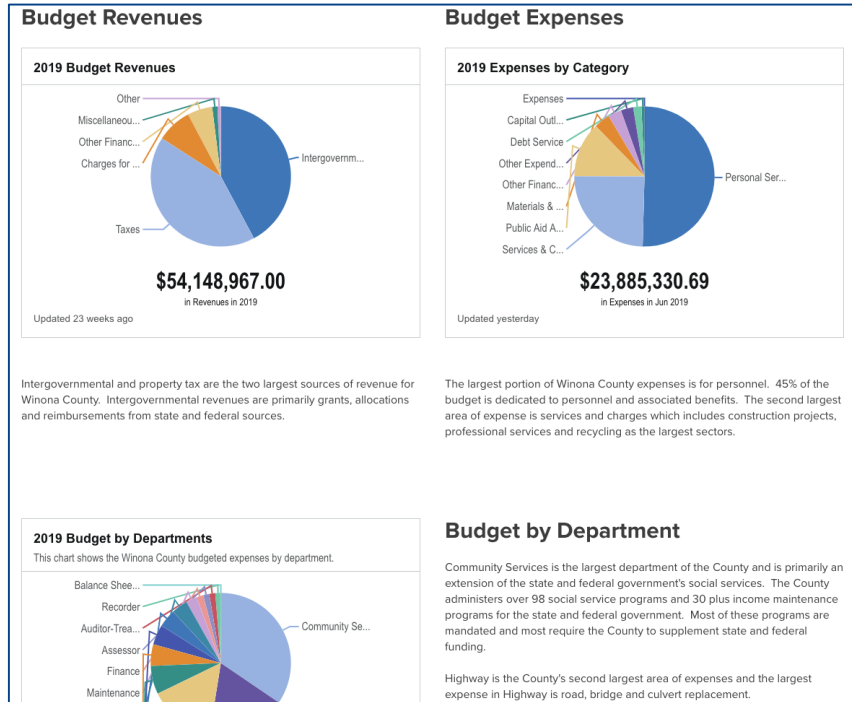 Budget Revenues
2019 Budget Revenues
Other
Miscellaneou...
Other Financ...
Charges for ...
Taxes
Intergovernm...
$54,148,967.00
in Revenues in 2019
Updated 23 weeks ago
Intergovernmental and property tax are the two largest sources of revenue for
Winona County. Intergovernmental revenues are primarily grants, allocations
and reimbursements from state and federal sources.
Budget Expenses
2019 Expenses by Category
Expenses
Capital Outl...
Debt Service
Other Expend...
Other Financ...
Materials & ...
Public Aid A...
Services & C...
Personal Ser...
$23,885,330.69
in Expenses in Jun 2019
Updated yesterday
The largest portion of Winona County expenses is for personnel. 45% of the
budget is dedicated to personnel and associated benefits. The second largest
area of expense is services and charges which includes construction projects,
professional services and recycling as the largest sectors.
2019 Budget by Departments
This chart shows the Winona County budgeted expenses by department.
Balance Shee...
Recorder
Auditor-Trea...
Assessor
Finance
Maintenance
Community Se...
Budget by Department
Community Services is the largest department of the County and is primarily an
extension of the state and federal government's social services. The County
administers over 98 social service programs and 30 plus income maintenance
programs for the state and federal government. Most of these programs are
mandated and most require the County to supplement state and federal
funding.
Highway is the County's second largest area of expenses and the largest
expense in Highway is road, bridge and culvert replacement.